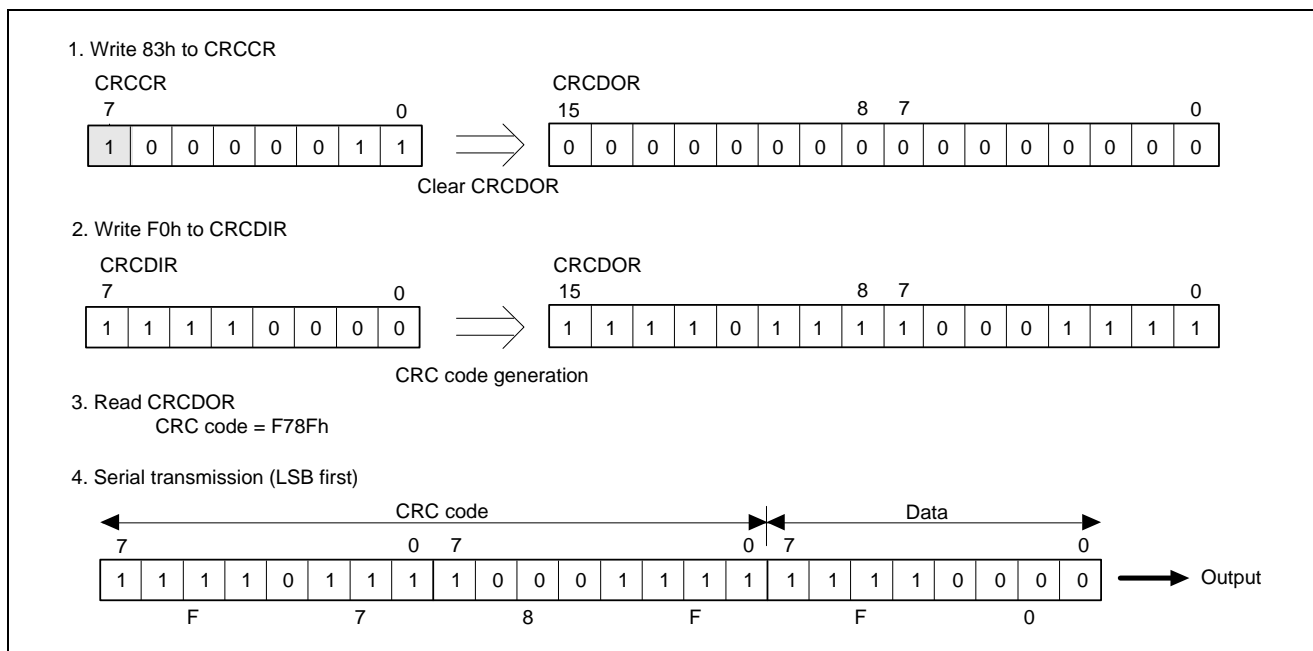 1. Write 83h to CRCCR
CRCCR CRCDOR
7 0 15 8 7 0
1 0 0 0 0 0 1 1 0 0 0 0 0 0 0 0 0 0 0 0 0 0 0 0
Clear CRCDOR
2. Write F0h to CRCDIR
CRCDIR CRCDOR
7 0 15 8 7 0
1 1 1 1 0 0 0 0 1 1 1 1 0 1 1 1 1 0 0 0 1 1 1 1
CRC code generation
3. Read CRCDOR
CRC code = F78Fh
4. Serial transmission (LSB first)
CRC code Data
7 0 7 0 7 0
1 1 1 1 0 1 1 1 1 0 0 0 1 1 1 1 1 1 1 1 0 0 0 0 Output
F 7 8 F F 0